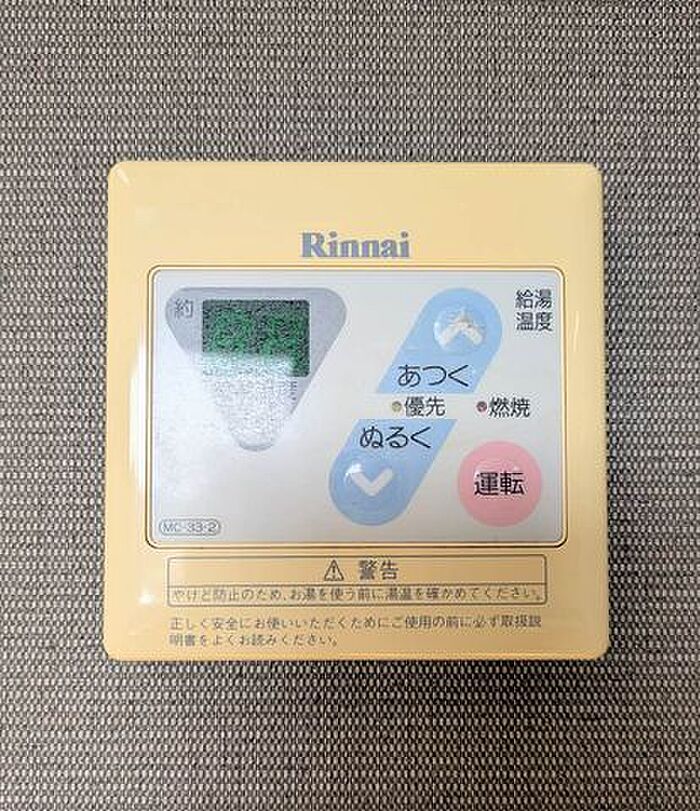 Rinnai
約
給湯
温度
あつく
優先 燃焼
ぬるく
運転
MC-33-2
⚠ 警告
やけど防止のため、お湯を使う前に湯温を確かめてください。
正しく安全にお使いいただくためにご使用の前に必ず取扱説
明書をよくお読みください。